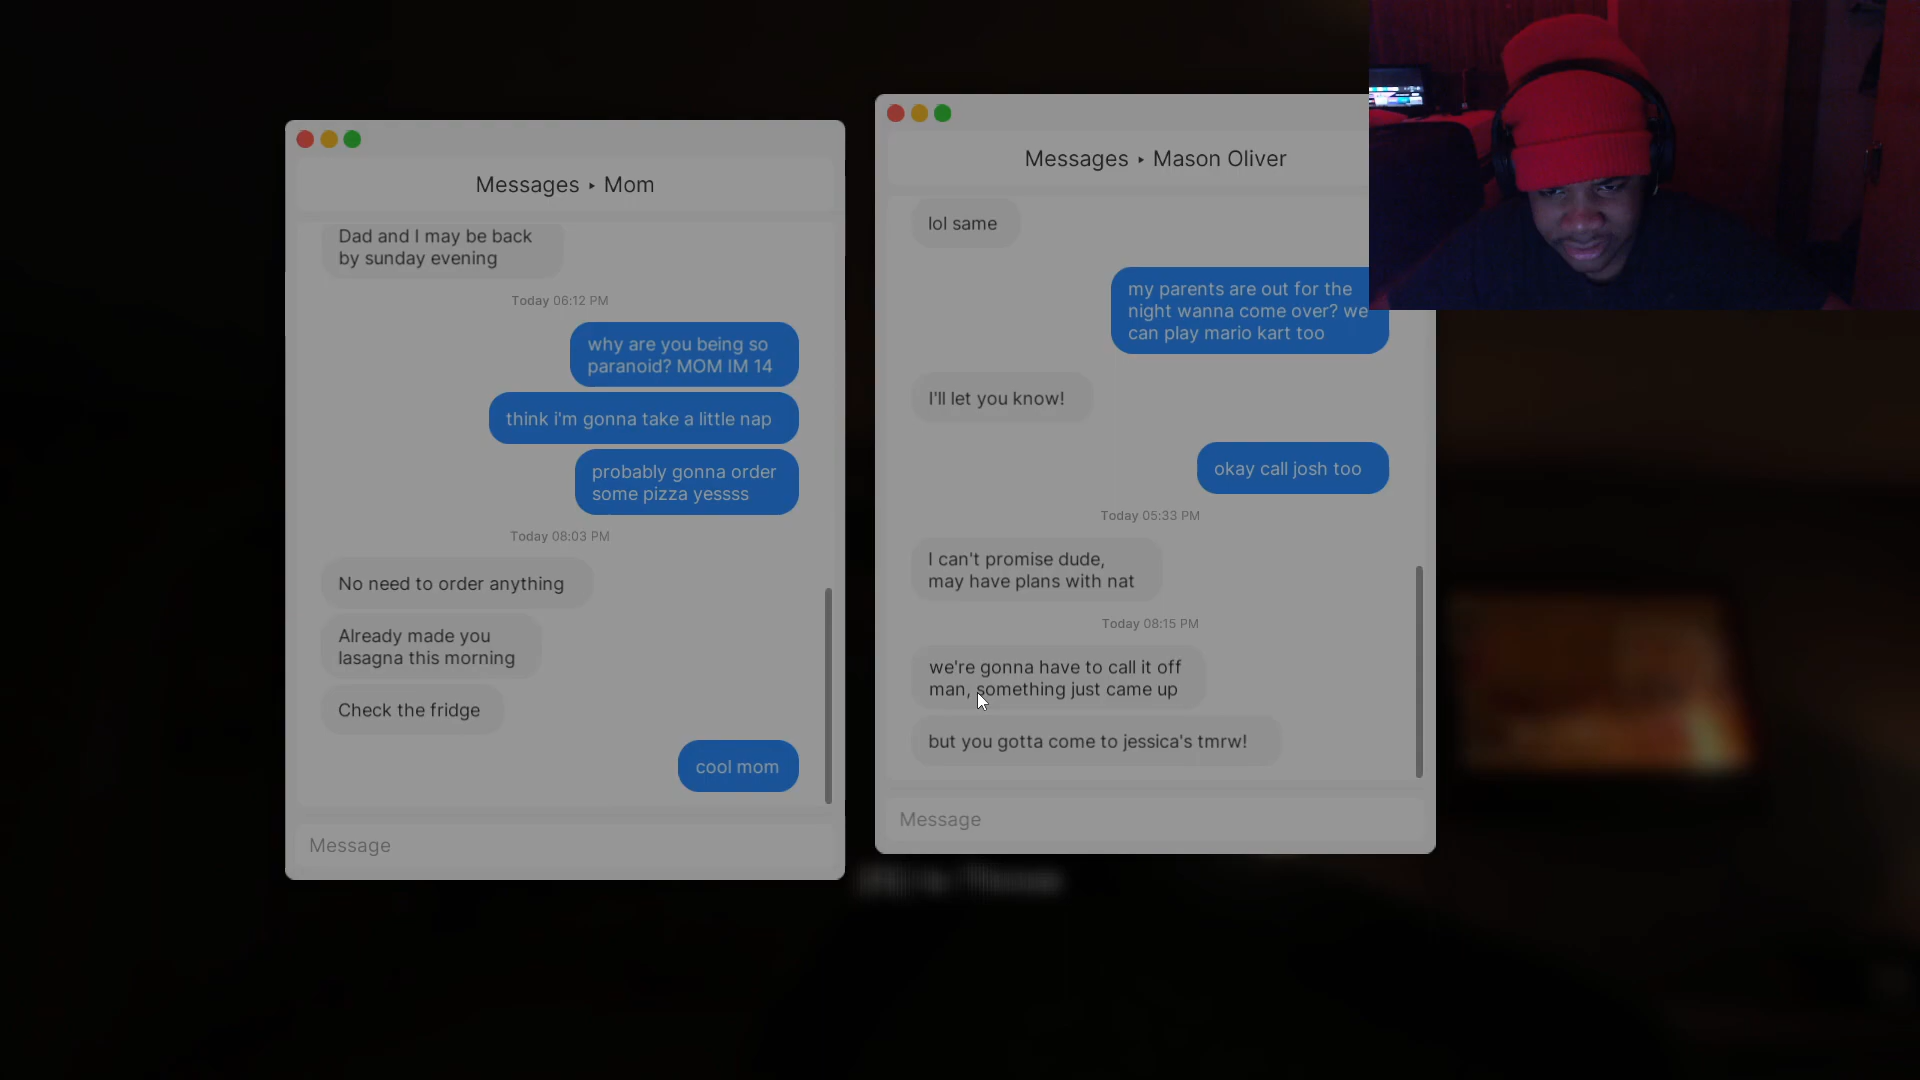 Messages ‣ Mom
Dad and I may be back
by sunday evening
Today 06:12 PM
why are you being so
paranoid? MOM IM 14
think i'm gonna take a little nap
probably gonna order
some pizza yessss
Today 08:03 PM
No need to order anything
Already made you
lasagna this morning
Check the fridge
cool mom
Message
Messages ‣ Mason Oliver
lol same
my parents are out for the
night wanna come over? we
can play mario kart too
I'll let you know!
okay call josh too
Today 05:33 PM
I can't promise dude,
may have plans with nat
Today 08:15 PM
we're gonna have to call it off
man, something just came up
but you gotta come to jessica's tmrw!
Message